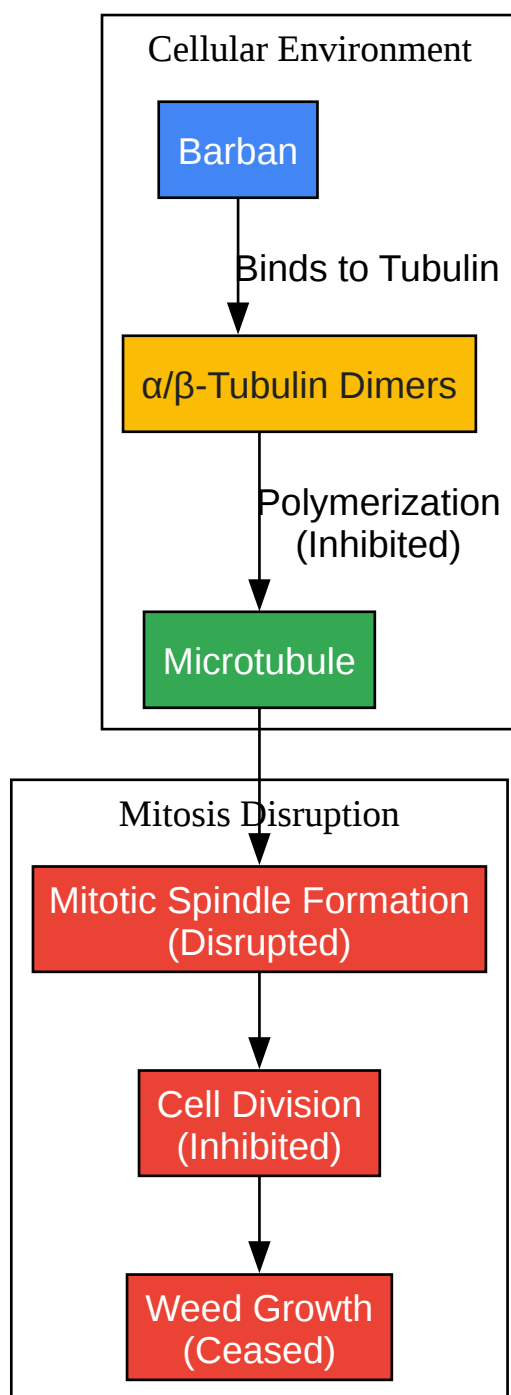 Cellular Environment
Barban
Binds to Tubulin
α/β-Tubulin Dimers
Polymerization
(Inhibited)
Microtubule
Mitosis Disruption
Mitotic Spindle Formation
(Disrupted)
Cell Division
(Inhibited)
Weed Growth
(Ceased)